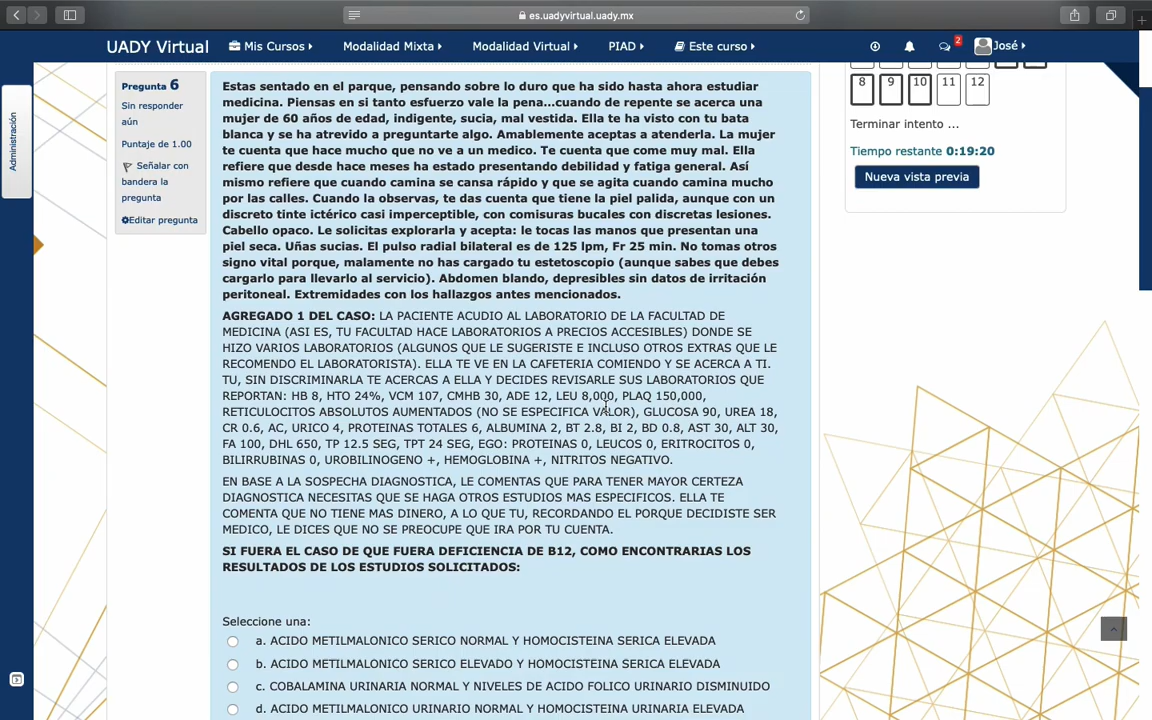 es.uadyvirtual.uady.mx
UADY Virtual
Mis Cursos
Modalidad Mixta
Modalidad Virtual
PIAD
Este curso
2
José
Administración
Pregunta 6
Sin responder
aún
Puntaje de 1.00
Señalar con
bandera la
pregunta
Editar pregunta
Estas sentado en el parque, pensando sobre lo duro que ha sido hasta ahora estudiar
medicina. Piensas en si tanto esfuerzo vale la pena...cuando de repente se acerca una
mujer de 60 años de edad, indigente, sucia, mal vestida. Ella te ha visto con tu bata
blanca y se ha atrevido a preguntarte algo. Amablemente aceptas a atenderla. La mujer
te cuenta que hace mucho que no ve a un medico. Te cuenta que come muy mal. Ella
refiere que desde hace meses ha estado presentando debilidad y fatiga general. Así
mismo refiere que cuando camina se cansa rápido y que se agita cuando camina mucho
por las calles. Cuando la observas, te das cuenta que tiene la piel palida, aunque con un
discreto tinte ictérico casi imperceptible, con comisuras bucales con discretas lesiones.
Cabello opaco. Le solicitas explorarla y acepta: le tocas las manos que presentan una
piel seca. Uñas sucias. El pulso radial bilateral es de 125 lpm, Fr 25 min. No tomas otros
signo vital porque, malamente no has cargado tu estetoscopio (aunque sabes que debes
cargarlo para llevarlo al servicio). Abdomen blando, depresibles sin datos de irritación
peritoneal. Extremidades con los hallazgos antes mencionados.
AGREGADO 1 DEL CASO: LA PACIENTE ACUDIO AL LABORATORIO DE LA FACULTAD DE
MEDICINA (ASI ES, TU FACULTAD HACE LABORATORIOS A PRECIOS ACCESIBLES) DONDE SE
HIZO VARIOS LABORATORIOS (ALGUNOS QUE LE SUGERISTE E INCLUSO OTROS EXTRAS QUE LE
RECOMENDO EL LABORATORISTA). ELLA TE VE EN LA CAFETERIA COMIENDO Y SE ACERCA A TI.
TU, SIN DISCRIMINARLA TE ACERCAS A ELLA Y DECIDES REVISARLE SUS LABORATORIOS QUE
REPORTAN: HB 8, HTO 24%, VCM 107, CMHB 30, ADE 12, LEU 8,000, PLAQ 150,000,
RETICULOCITOS ABSOLUTOS AUMENTADOS (NO SE ESPECIFICA VALOR), GLUCOSA 90, UREA 18,
CR 0.6, AC, URICO 4, PROTEINAS TOTALES 6, ALBUMINA 2, BT 2.8, BI 2, BD 0.8, AST 30, ALT 30,
FA 100, DHL 650, TP 12.5 SEG, TPT 24 SEG, EGO: PROTEINAS 0, LEUCOS 0, ERITROCITOS 0,
BILIRRUBINAS 0, UROBILINOGENO +, HEMOGLOBINA +, NITRITOS NEGATIVO.
EN BASE A LA SOSPECHA DIAGNOSTICA, LE COMENTAS QUE PARA TENER MAYOR CERTEZA
DIAGNOSTICA NECESITAS QUE SE HAGA OTROS ESTUDIOS MAS ESPECIFICOS. ELLA TE
COMENTA QUE NO TIENE MAS DINERO, A LO QUE TU, RECORDANDO EL PORQUE DECIDISTE SER
MEDICO, LE DICES QUE NO SE PREOCUPE QUE IRA POR TU CUENTA.
SI FUERA EL CASO DE QUE FUERA DEFICIENCIA DE B12, COMO ENCONTRARIAS LOS
RESULTADOS DE LOS ESTUDIOS SOLICITADOS:
Seleccione una:
a. ACIDO METILMALONICO SERICO NORMAL Y HOMOCISTEINA SERICA ELEVADA
b. ACIDO METILMALONICO SERICO ELEVADO Y HOMOCISTEINA SERICA ELEVADA
c. COBALAMINA URINARIA NORMAL Y NIVELES DE ACIDO FOLICO URINARIO DISMINUIDO
d. ACIDO METILMALONICO URINARIO NORMAL Y HOMOCISTEINA URINARIA ELEVADA
8 9 10 11 12
Terminar intento ...
Tiempo restante 0:19:20
Nueva vista previa